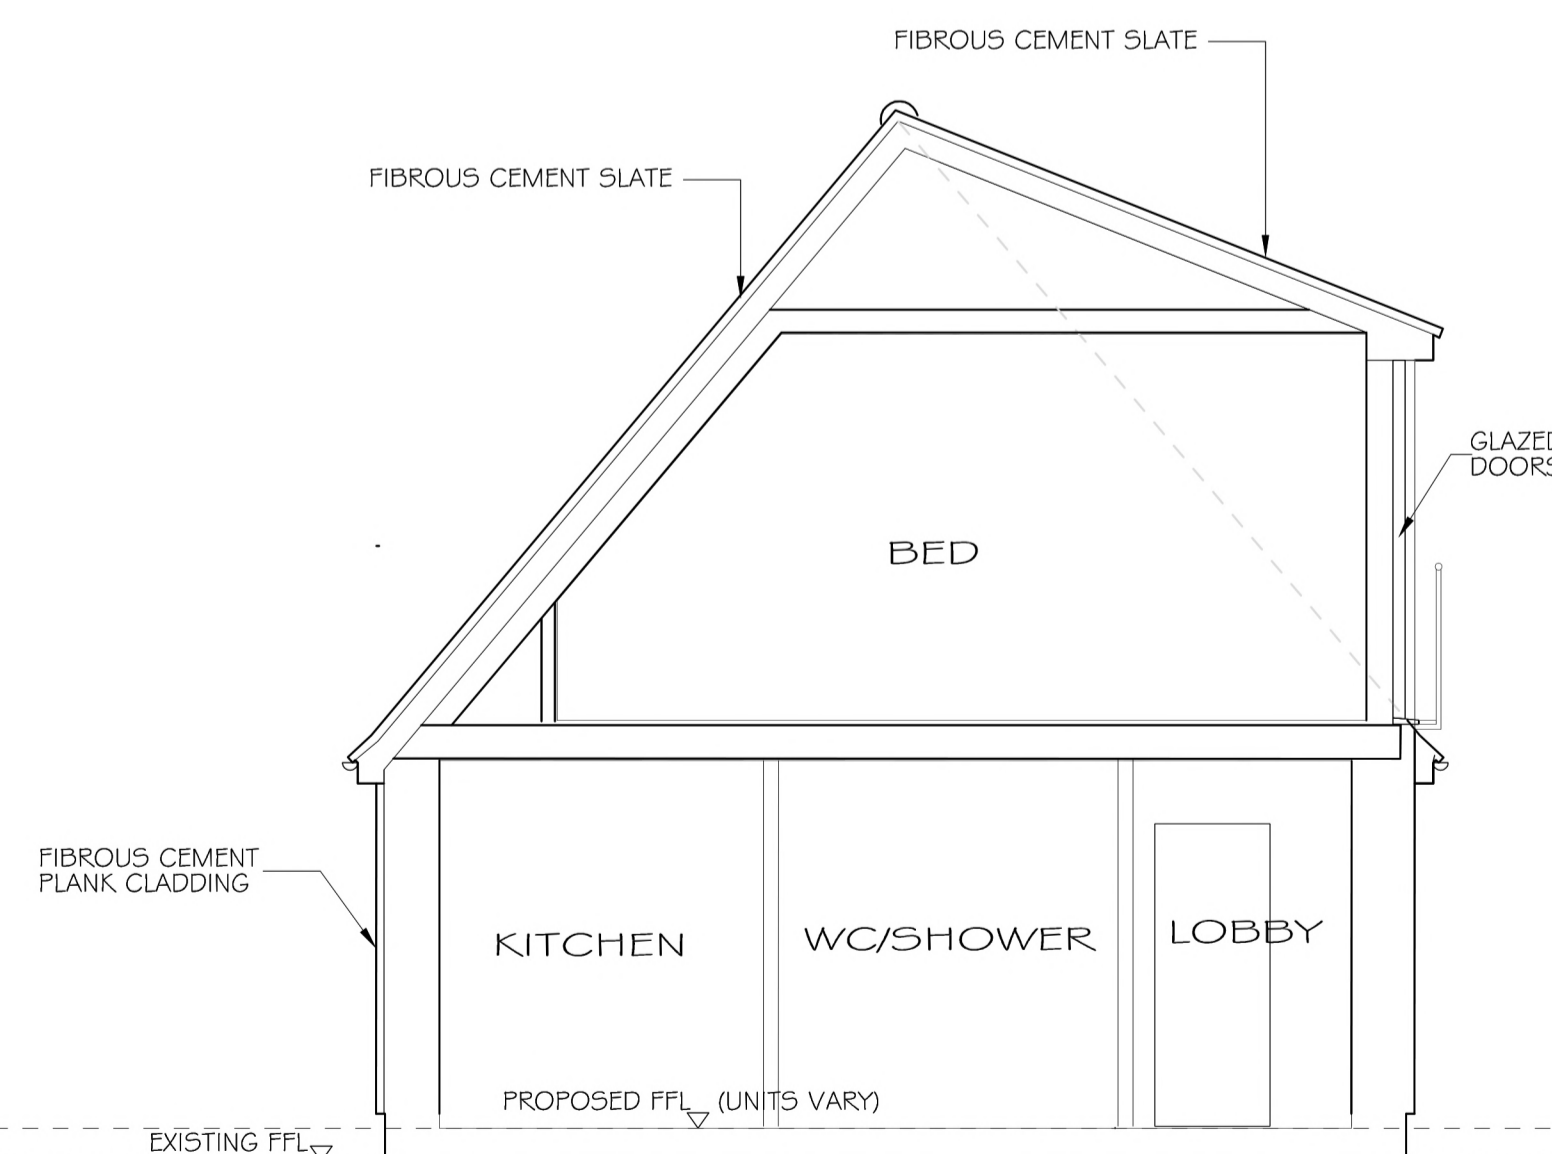 FIBROUS CEMENT SLATE
FIBROUS CEMENT SLATE
GLAZED
DOORS
BED
FIBROUS CEMENT
PLANK CLADDING
KITCHEN
WC/SHOWER
LOBBY
PROPOSED FFL (UNITS VARY)
EXISTING FFL